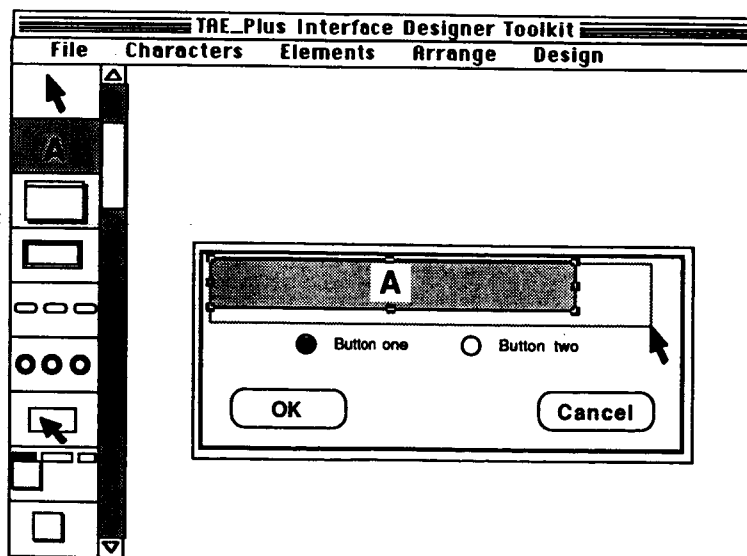 TAE_Plus Interface Designer Toolkit
File Characters Elements Arrange Design
A
A
Button one Button two
OK Cancel